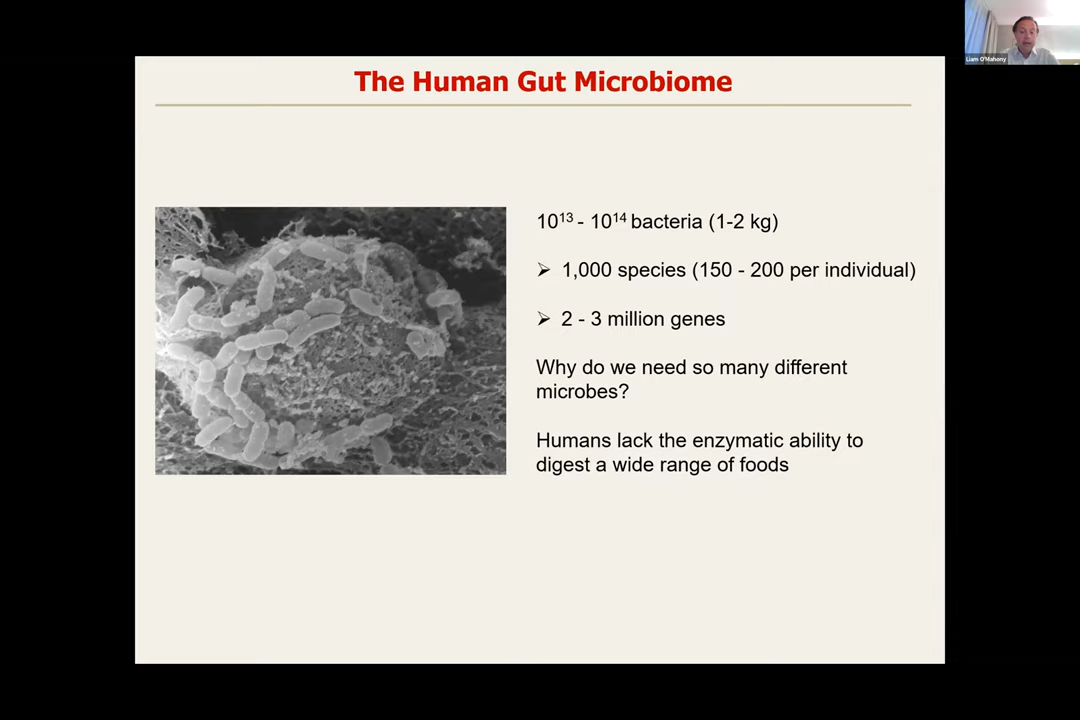 Liam O'Mahony
The Human Gut Microbiome
10¹³ - 10¹⁴ bacteria (1-2 kg)
➢ 1,000 species (150 - 200 per individual)
➢ 2 - 3 million genes
Why do we need so many different
microbes?
Humans lack the enzymatic ability to
digest a wide range of foods